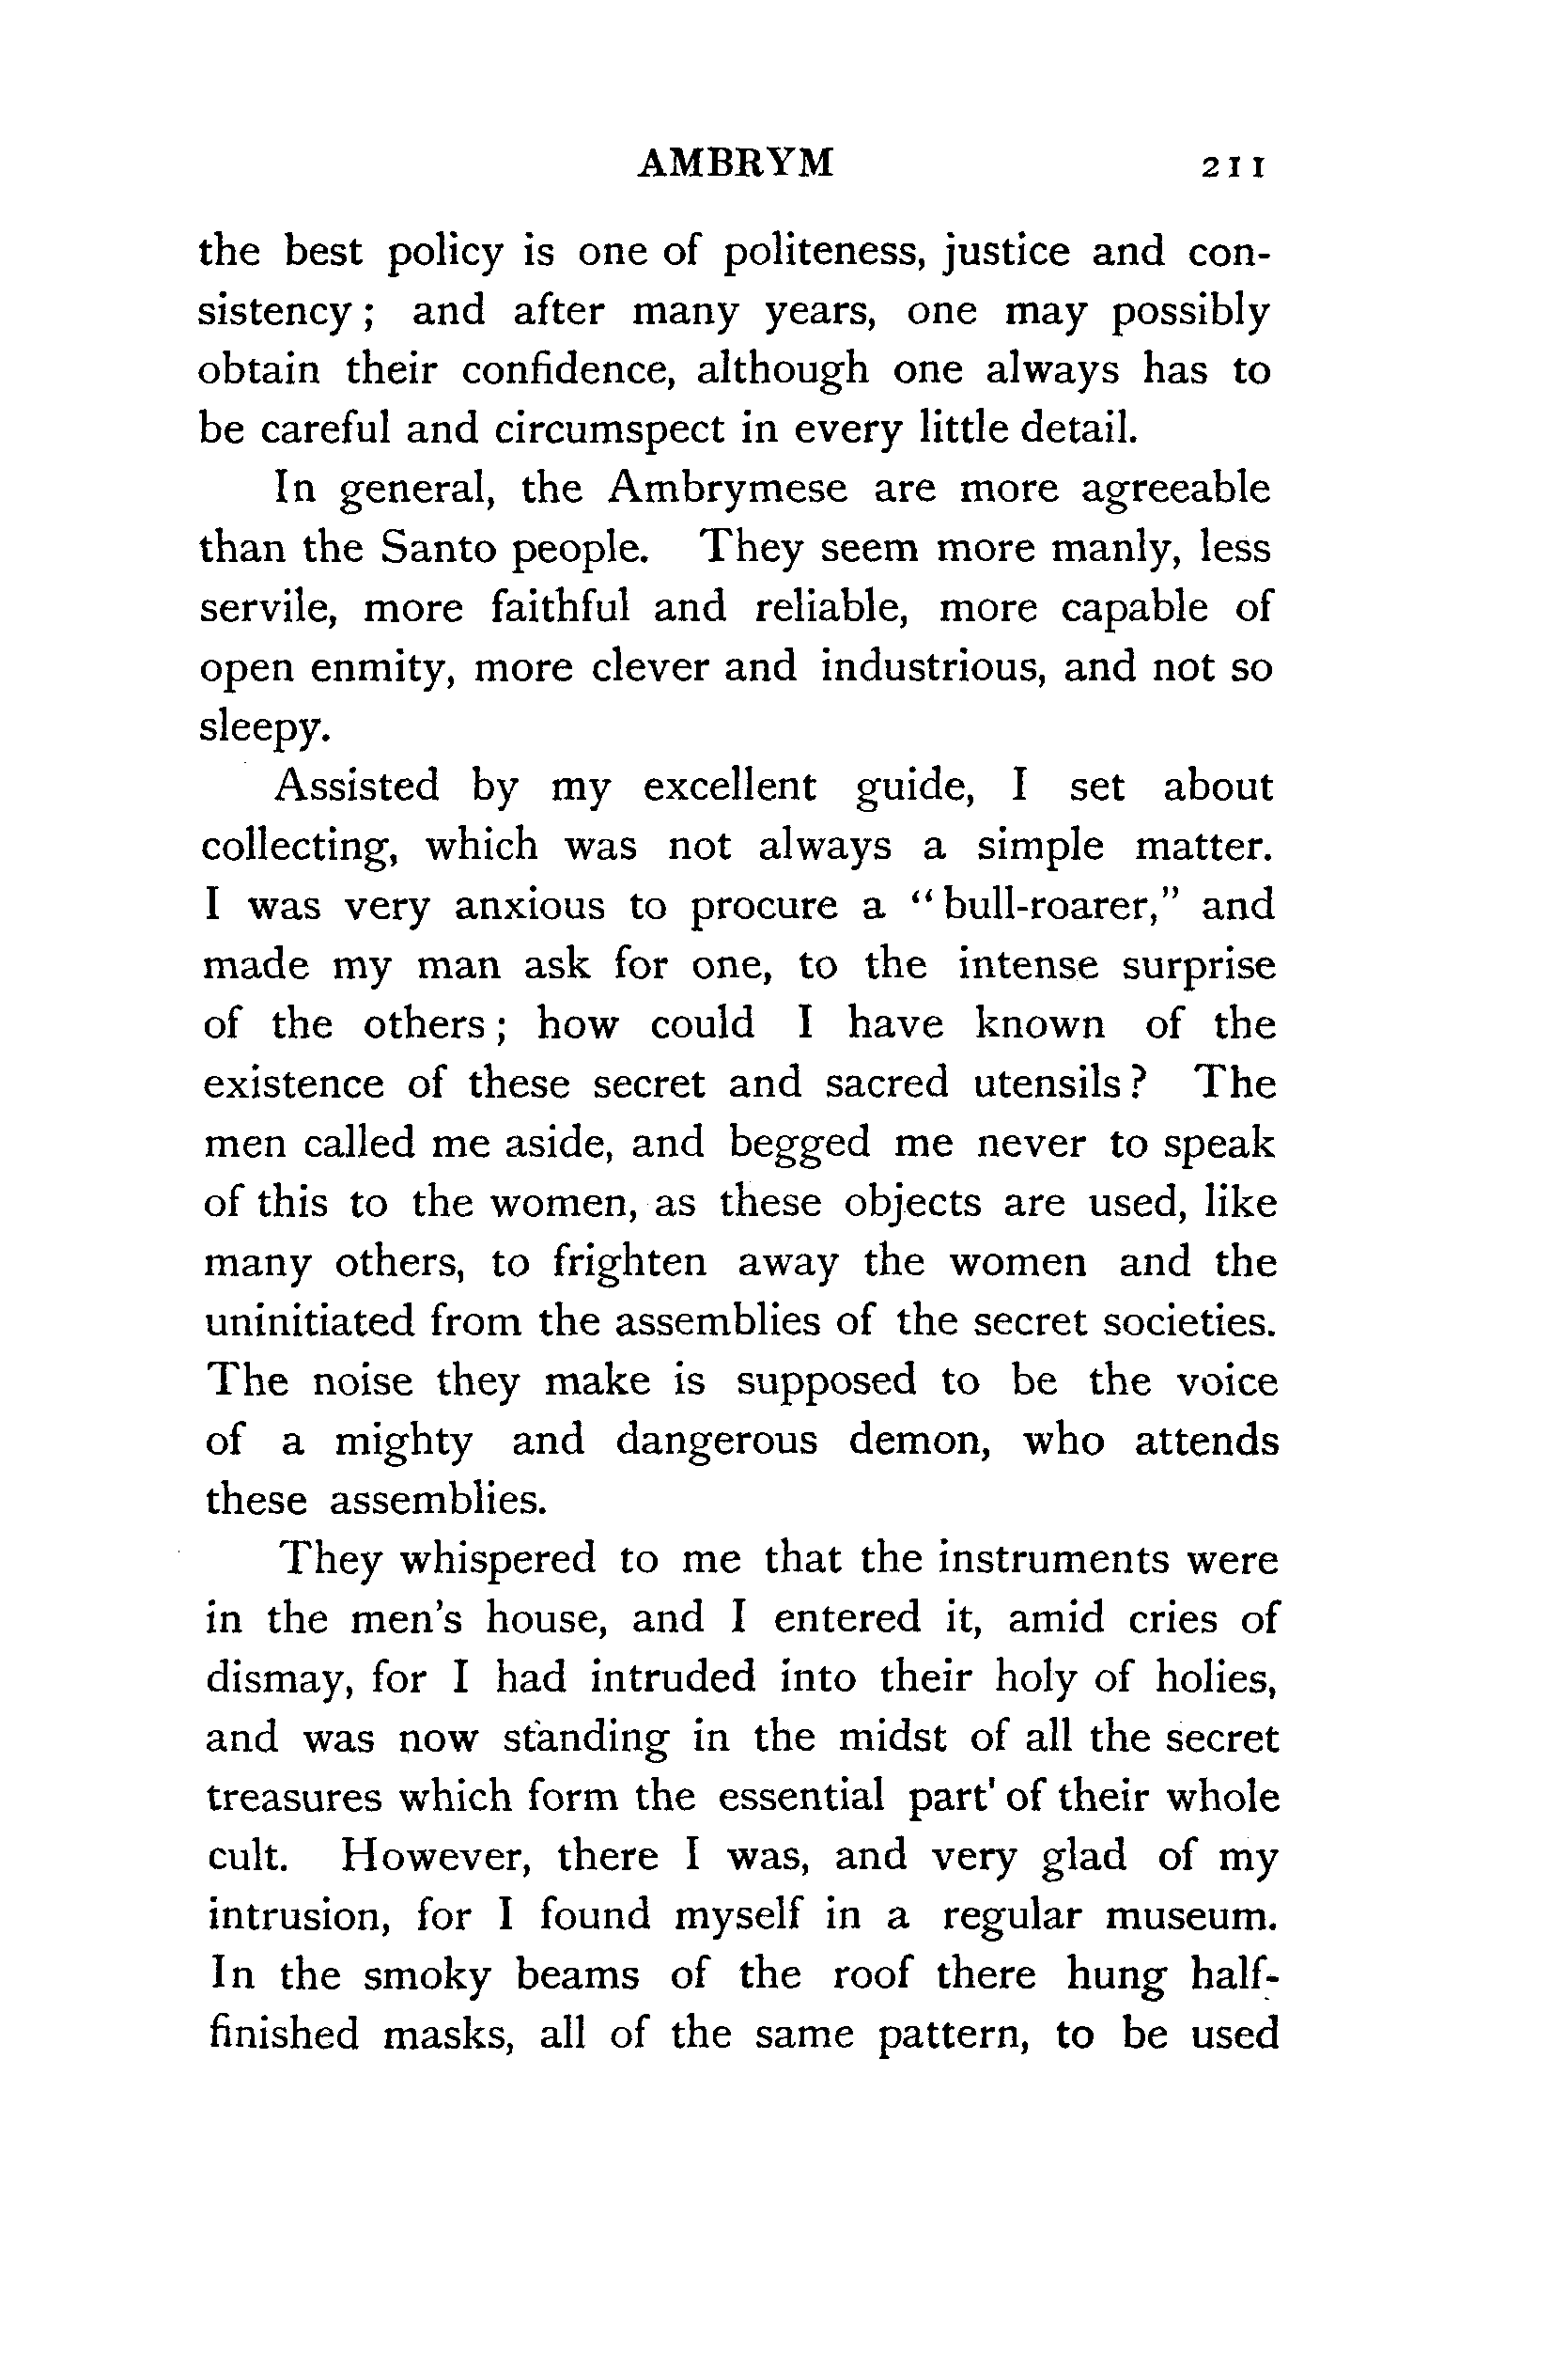 AMBRYM 211
the best policy is one of politeness, justice and con-
sistency; and after many years, one may possibly
obtain their confidence, although one always has to
be careful and circumspect in every little detail.
In general, the Ambrymese are more agreeable
than the Santo people. They seem more manly, less
servile, more faithful and reliable, more capable of
open enmity, more clever and industrious, and not so
sleepy.
Assisted by my excellent guide, I set about
collecting, which was not always a simple matter.
I was very anxious to procure a “bull-roarer,” and
made my man ask for one, to the intense surprise
of the others; how could I have known of the
existence of these secret and sacred utensils? The
men called me aside, and begged me never to speak
of this to the women, as these objects are used, like
many others, to frighten away the women and the
uninitiated from the assemblies of the secret societies.
The noise they make is supposed to be the voice
of a mighty and dangerous demon, who attends
these assemblies.
They whispered to me that the instruments were
in the men's house, and I entered it, amid cries of
dismay, for I had intruded into their holy of holies,
and was now standing in the midst of all the secret
treasures which form the essential part of their whole
cult. However, there I was, and very glad of my
intrusion, for I found myself in a regular museum.
In the smoky beams of the roof there hung half-
finished masks, all of the same pattern, to be used